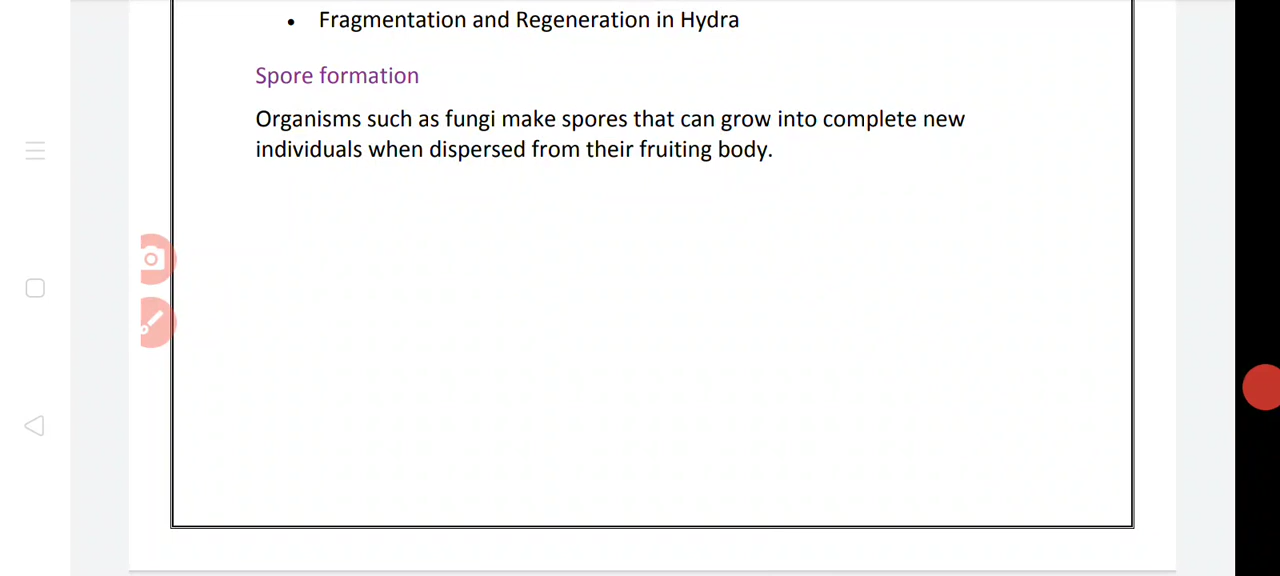 • Fragmentation and Regeneration in Hydra
Spore formation
Organisms such as fungi make spores that can grow into complete new
individuals when dispersed from their fruiting body.